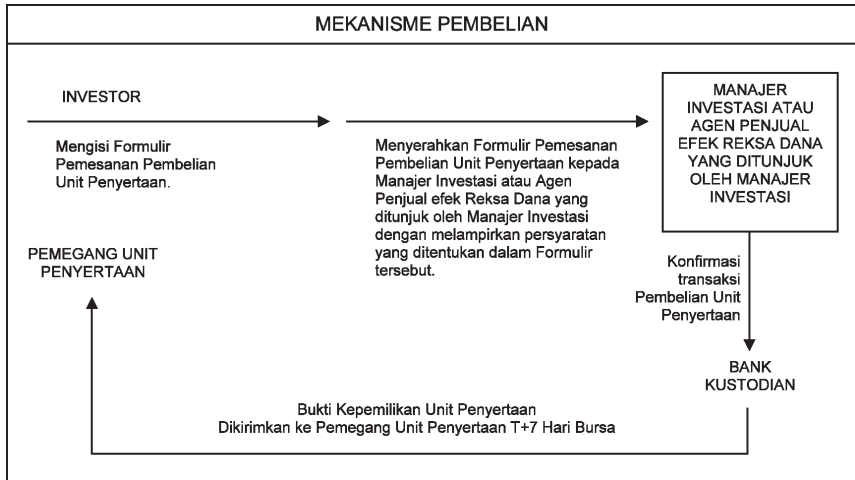 MEKANISME PEMBELIAN
INVESTOR
Mengisi Formulir
Pemesanan Pembelian
Unit Penyertaan.
Menyerahkan Formulir Pemesanan
Pembelian Unit Penyertaan kepada
Manajer Investasi atau Agen
Penjual efek Reksa Dana yang
ditunjuk oleh Manajer Investasi
dengan melampirkan persyaratan
yang ditentukan dalam Formulir
tersebut.
MANAJER
INVESTASI ATAU
AGEN PENJUAL
EFEK REKSA DANA
YANG DITUNJUK
OLEH MANAJER
INVESTASI
Konfirmasi
transaksi
Pembelian Unit
Penyertaan
BANK
KUSTODIAN
Bukti Kepemilikan Unit Penyertaan
Dikirimkan ke Pemegang Unit Penyertaan T+7 Hari Bursa
PEMEGANG UNIT
PENYERTAAN